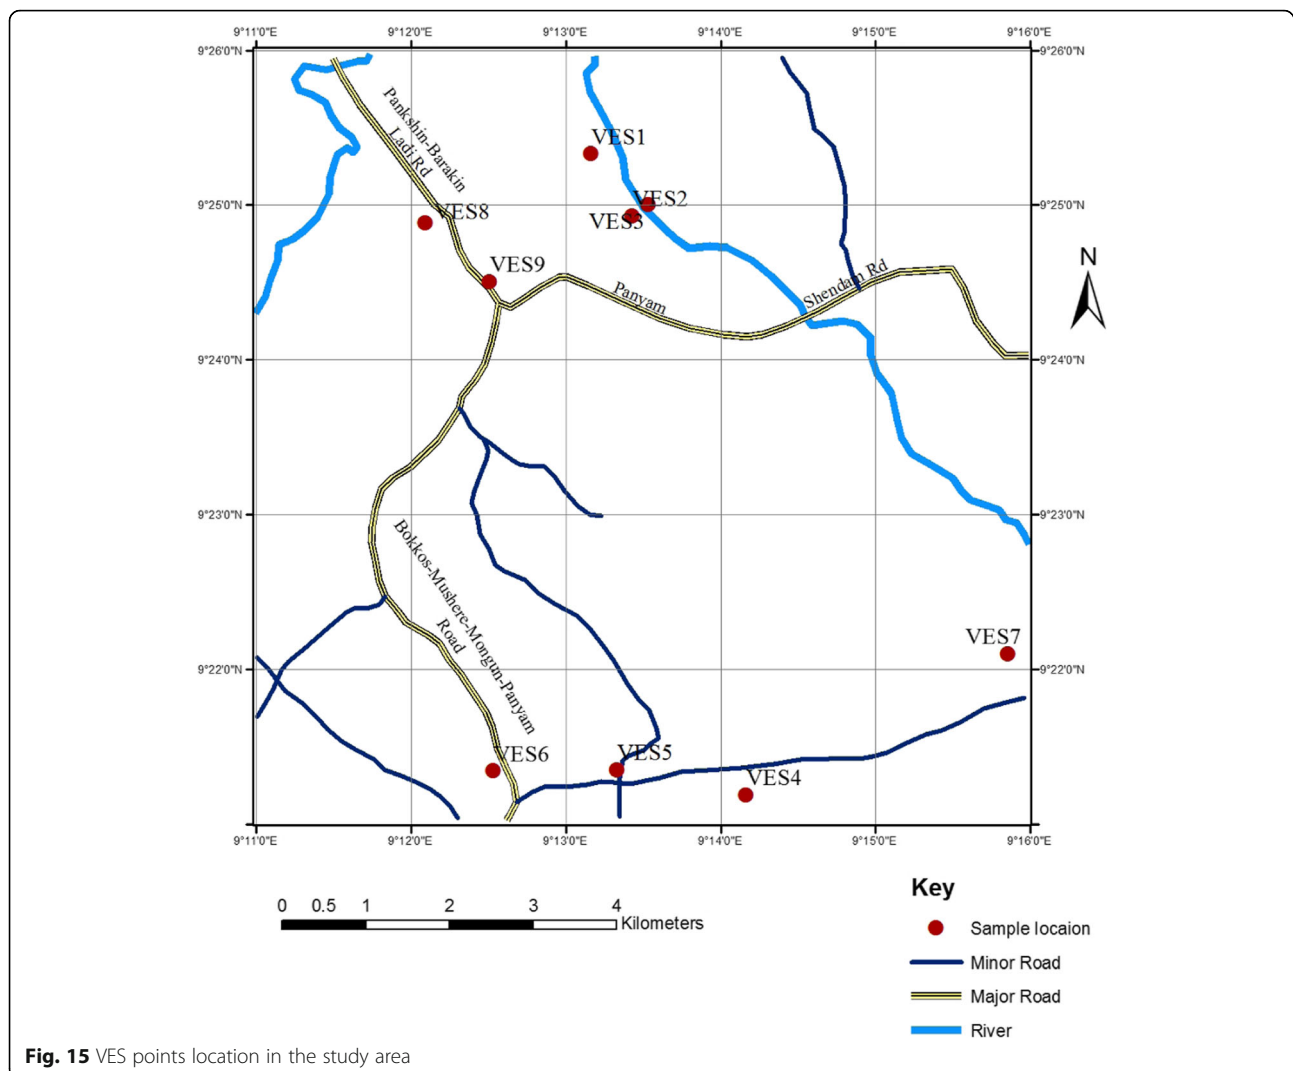 9°11'0"E 9°12'0"E 9°13'0"E 9°14'0"E 9°15'0"E 9°16'0"E
9°26'0"N 9°26'0"N
Pankshin-Barakin
Ladi Rd
VES1
9°25'0"N 9°25'0"N
VES2
VES8
VES3
N
VES9
Shendam Rd
Panyam
9°24'0"N 9°24'0"N
9°23'0"N 9°23'0"N
Bokkos-Mushere-Mongun-Panyam
Road
VES7
9°22'0"N 9°22'0"N
VES6
VES5
VES4
9°11'0"E 9°12'0"E 9°13'0"E 9°14'0"E 9°15'0"E 9°16'0"E
0 0.5 1 2 3 4
Kilometers
Key
Sample locaion
Minor Road
Major Road
River
Fig. 15 VES points location in the study area